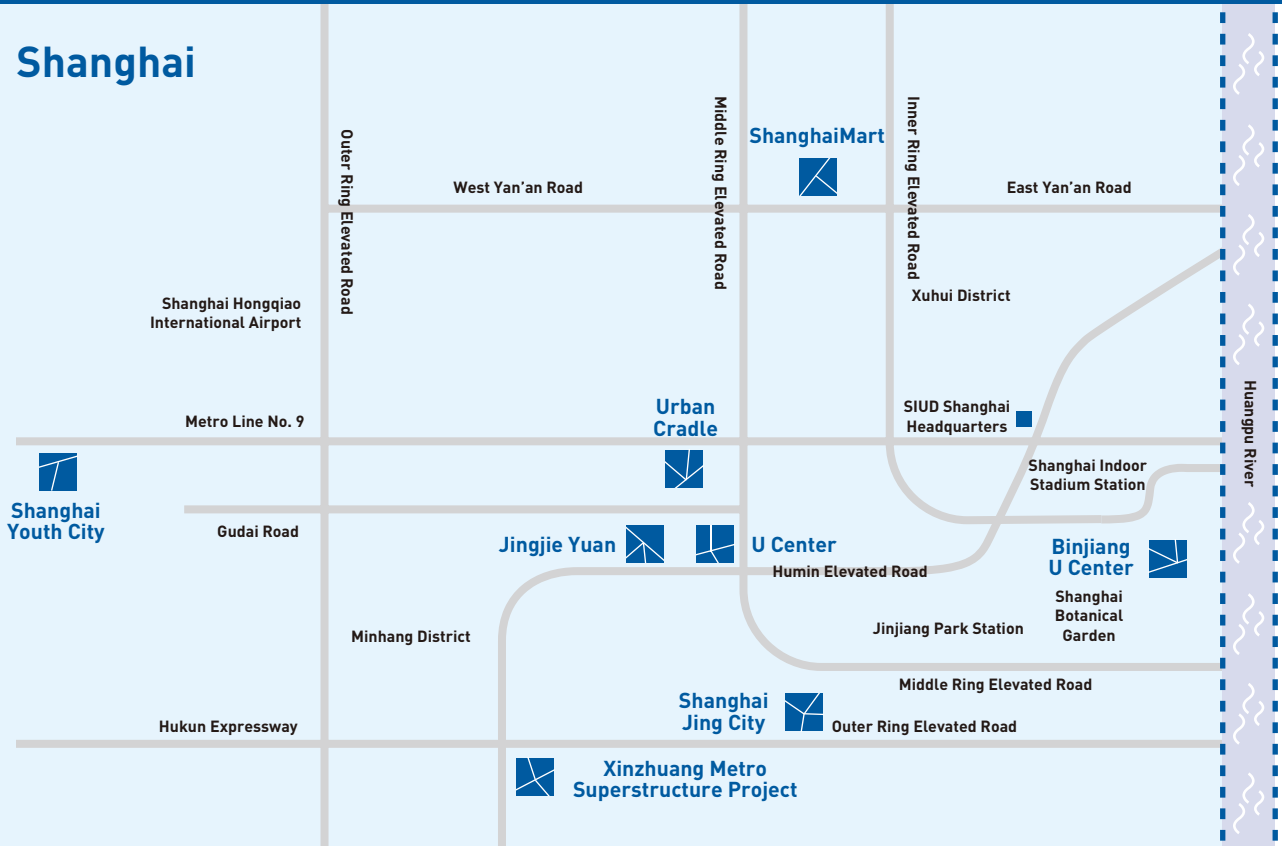 Shanghai
Outer Ring Elevated Road
Middle Ring Elevated Road
Inner Ring Elevated Road
ShanghaiMart
West Yan’an Road
East Yan’an Road
Xuhui District
Shanghai Hongqiao
International Airport
Urban
Cradle
SIUD Shanghai
Headquarters
Huangpu River
Metro Line No. 9
Shanghai Indoor
Stadium Station
Shanghai
Youth City
Gudai Road
Jingjie Yuan
U Center
Binjiang
U Center
Humin Elevated Road
Shanghai
Botanical
Garden
Minhang District
Jinjiang Park Station
Middle Ring Elevated Road
Shanghai
Jing City
Hukun Expressway
Outer Ring Elevated Road
Xinzhuang Metro
Superstructure Project